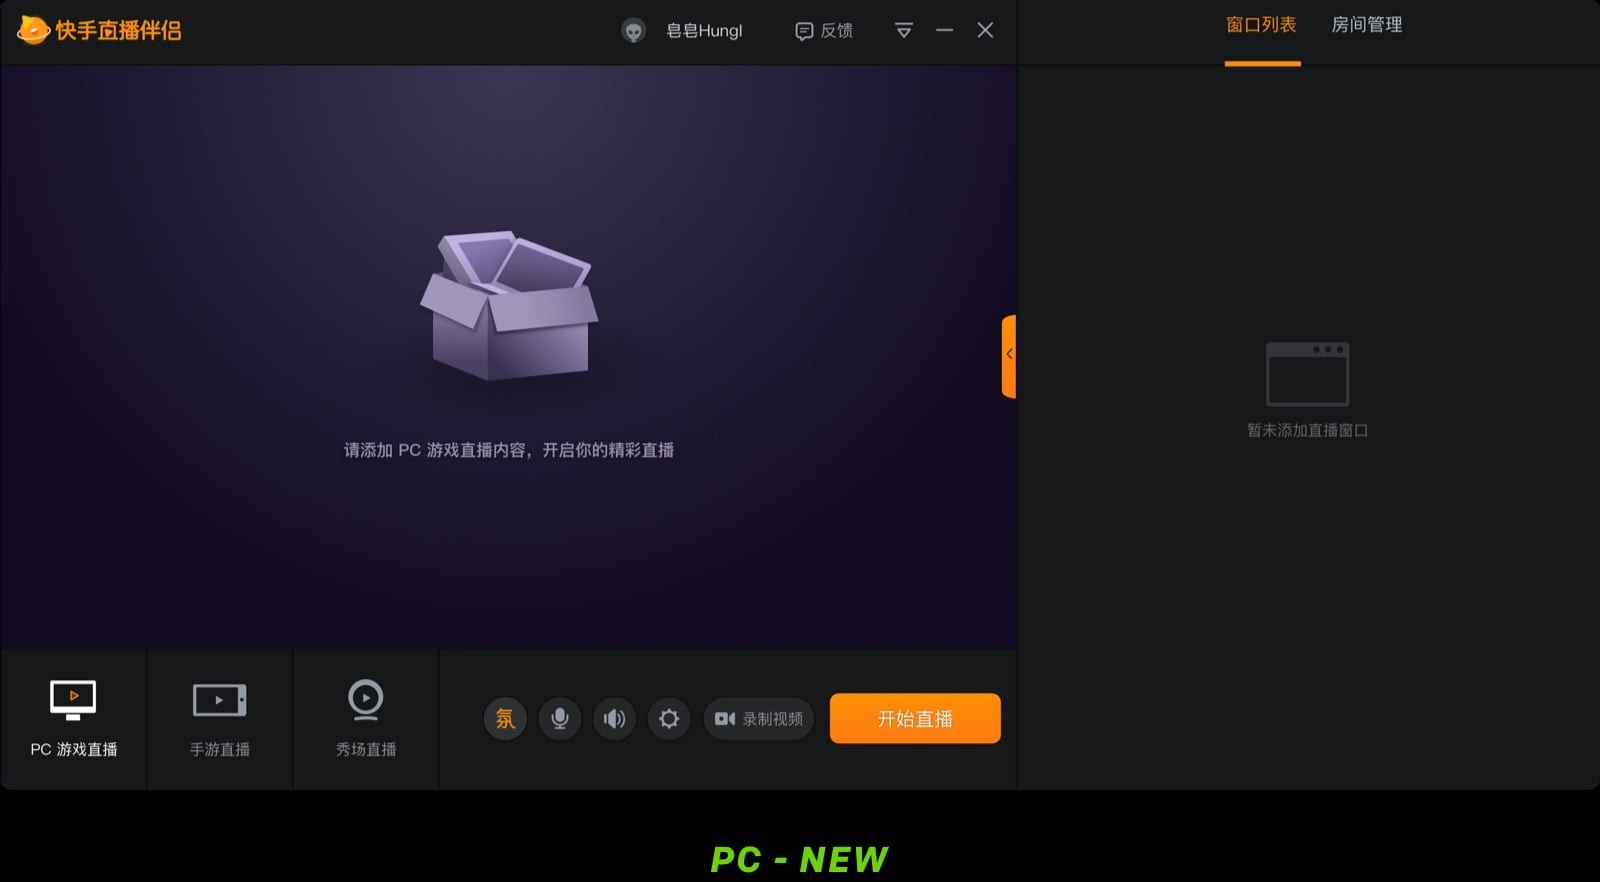 快手直播伴侣
皂皂Hungl
反馈
窗口列表
房间管理
请添加 PC 游戏直播内容，开启你的精彩直播
暂未添加直播窗口
PC 游戏直播
手游直播
秀场直播
氛
录制视频
开始直播
PC - NEW